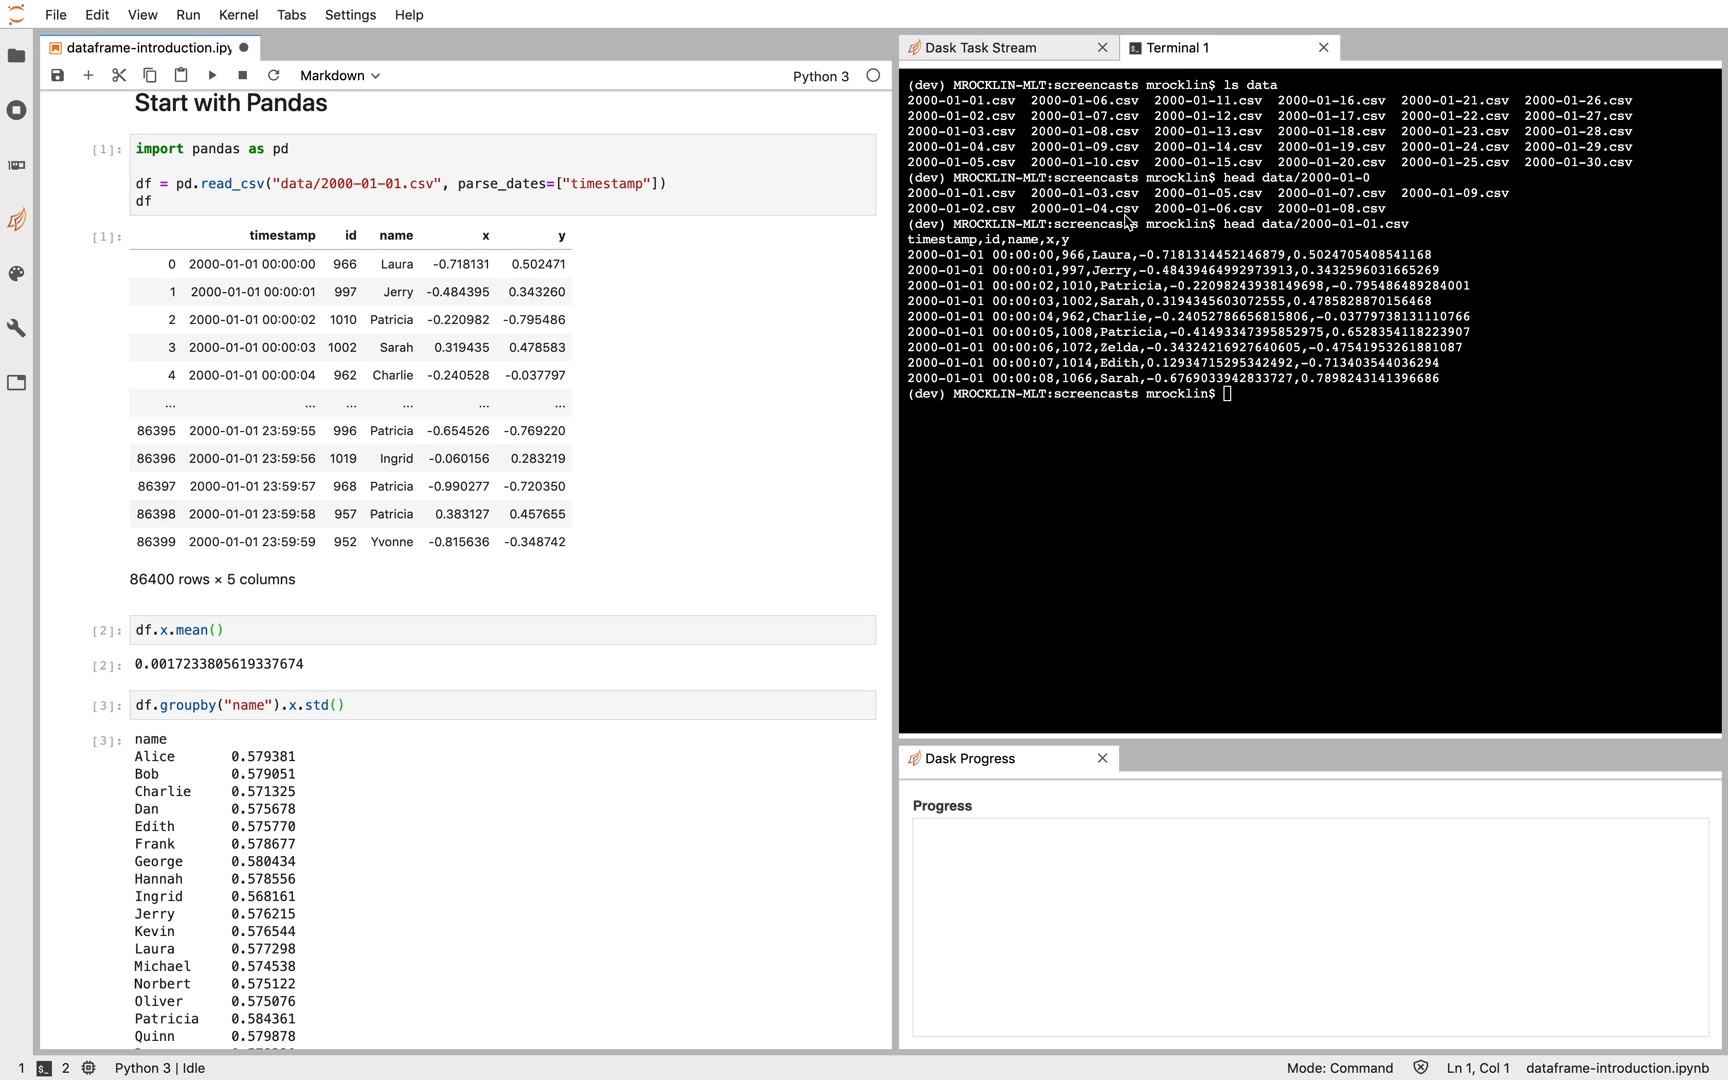 File Edit View Run Kernel Tabs Settings Help
dataframe-introduction.ipy
Markdown
Python 3
Start with Pandas
[1]: import pandas as pd
df = pd.read_csv("data/2000-01-01.csv", parse_dates=["timestamp"])
df
[1]: timestamp id name x y
0 2000-01-01 00:00:00 966 Laura -0.718131 0.502471
1 2000-01-01 00:00:01 997 Jerry -0.484395 0.343260
2 2000-01-01 00:00:02 1010 Patricia -0.220982 -0.795486
3 2000-01-01 00:00:03 1002 Sarah 0.319435 0.478583
4 2000-01-01 00:00:04 962 Charlie -0.240528 -0.037797
... ... ... ... ... ...
86395 2000-01-01 23:59:55 996 Patricia -0.654526 -0.769220
86396 2000-01-01 23:59:56 1019 Ingrid -0.060156 0.283219
86397 2000-01-01 23:59:57 968 Patricia -0.990277 -0.720350
86398 2000-01-01 23:59:58 957 Patricia 0.383127 0.457655
86399 2000-01-01 23:59:59 952 Yvonne -0.815636 -0.348742
86400 rows × 5 columns
[2]: df.x.mean()
[2]: 0.0017233805619337674
[3]: df.groupby("name").x.std()
[3]: name
Alice 0.579381
Bob 0.579051
Charlie 0.571325
Dan 0.575678
Edith 0.575770
Frank 0.578677
George 0.580434
Hannah 0.578556
Ingrid 0.568161
Jerry 0.576215
Kevin 0.576544
Laura 0.577298
Michael 0.574538
Norbert 0.575122
Oliver 0.575076
Patricia 0.584361
Quinn 0.579878
Dask Task Stream
Terminal 1
(dev) MROCKLIN-MLT:screencasts mrocklin$ ls data
2000-01-01.csv 2000-01-06.csv 2000-01-11.csv 2000-01-16.csv 2000-01-21.csv 2000-01-26.csv
2000-01-02.csv 2000-01-07.csv 2000-01-12.csv 2000-01-17.csv 2000-01-22.csv 2000-01-27.csv
2000-01-03.csv 2000-01-08.csv 2000-01-13.csv 2000-01-18.csv 2000-01-23.csv 2000-01-28.csv
2000-01-04.csv 2000-01-09.csv 2000-01-14.csv 2000-01-19.csv 2000-01-24.csv 2000-01-29.csv
2000-01-05.csv 2000-01-10.csv 2000-01-15.csv 2000-01-20.csv 2000-01-25.csv 2000-01-30.csv
(dev) MROCKLIN-MLT:screencasts mrocklin$ head data/2000-01-0
2000-01-01.csv 2000-01-03.csv 2000-01-05.csv 2000-01-07.csv 2000-01-09.csv
2000-01-02.csv 2000-01-04.csv 2000-01-06.csv 2000-01-08.csv
(dev) MROCKLIN-MLT:screencasts mrocklin$ head data/2000-01-01.csv
timestamp,id,name,x,y
2000-01-01 00:00:00,966,Laura,-0.7181314452146879,0.5024705408541168
2000-01-01 00:00:01,997,Jerry,-0.48439464992973913,0.3432596031665269
2000-01-01 00:00:02,1010,Patricia,-0.22098243938149698,-0.795486489284001
2000-01-01 00:00:03,1002,Sarah,0.3194345603072555,0.4785828870156468
2000-01-01 00:00:04,962,Charlie,-0.24052786656815806,-0.03779738131110766
2000-01-01 00:00:05,1008,Patricia,-0.41493347395852975,0.6528354118223907
2000-01-01 00:00:06,1072,Zelda,-0.34324216927640605,-0.47541953261881087
2000-01-01 00:00:07,1014,Edith,0.12934715295342492,-0.713403544036294
2000-01-01 00:00:08,1066,Sarah,-0.6769033942833727,0.7898243141396686
(dev) MROCKLIN-MLT:screencasts mrocklin$
Dask Progress
Progress
1 2 Python 3 | Idle
Mode: Command Ln 1, Col 1 dataframe-introduction.ipynb